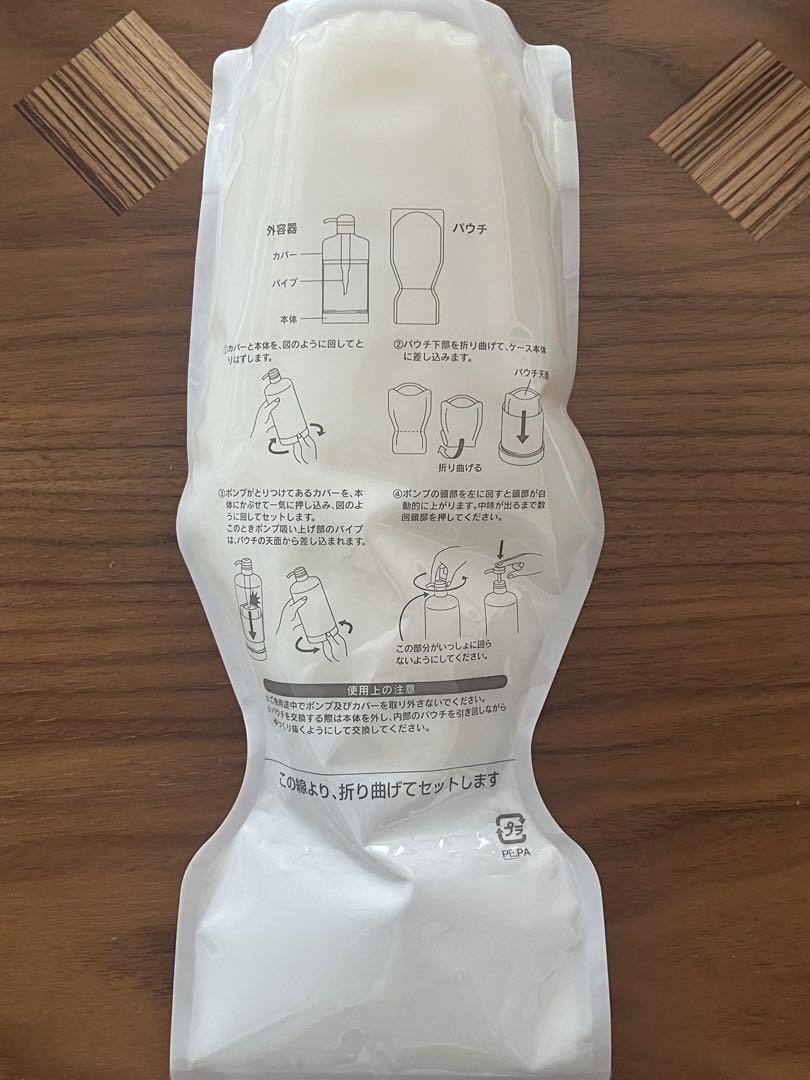 外容器
パウチ
カバー
パイプ
本体
①カバーと本体を、図のように回してと
りはずします。
②パウチ下部を折り曲げて、ケース本体
に差し込みます。
パウチ天面
折り曲げる
③ポンプがとりつけてあるカバーを、本
体にかぶせて一気に押し込み、図のよ
うに回してセットします。
このときポンプ吸い上げ部のパイプ
は、パウチの天面から差し込まれます。
④ポンプの頭部を左に回すと頭部が自
動的に上がります。中味が出るまで数
回頭部を押してください。
この部分がいっしょに回ら
ないようにしてください。
使用上の注意
ご使用途中でポンプ及びカバーを取り外さないでください。
パウチを交換する際は本体を外し、内部のパウチを引き回しながら
ゆっくり抜くようにして交換してください。
この線より、折り曲げてセットします
プラ
PE,PA